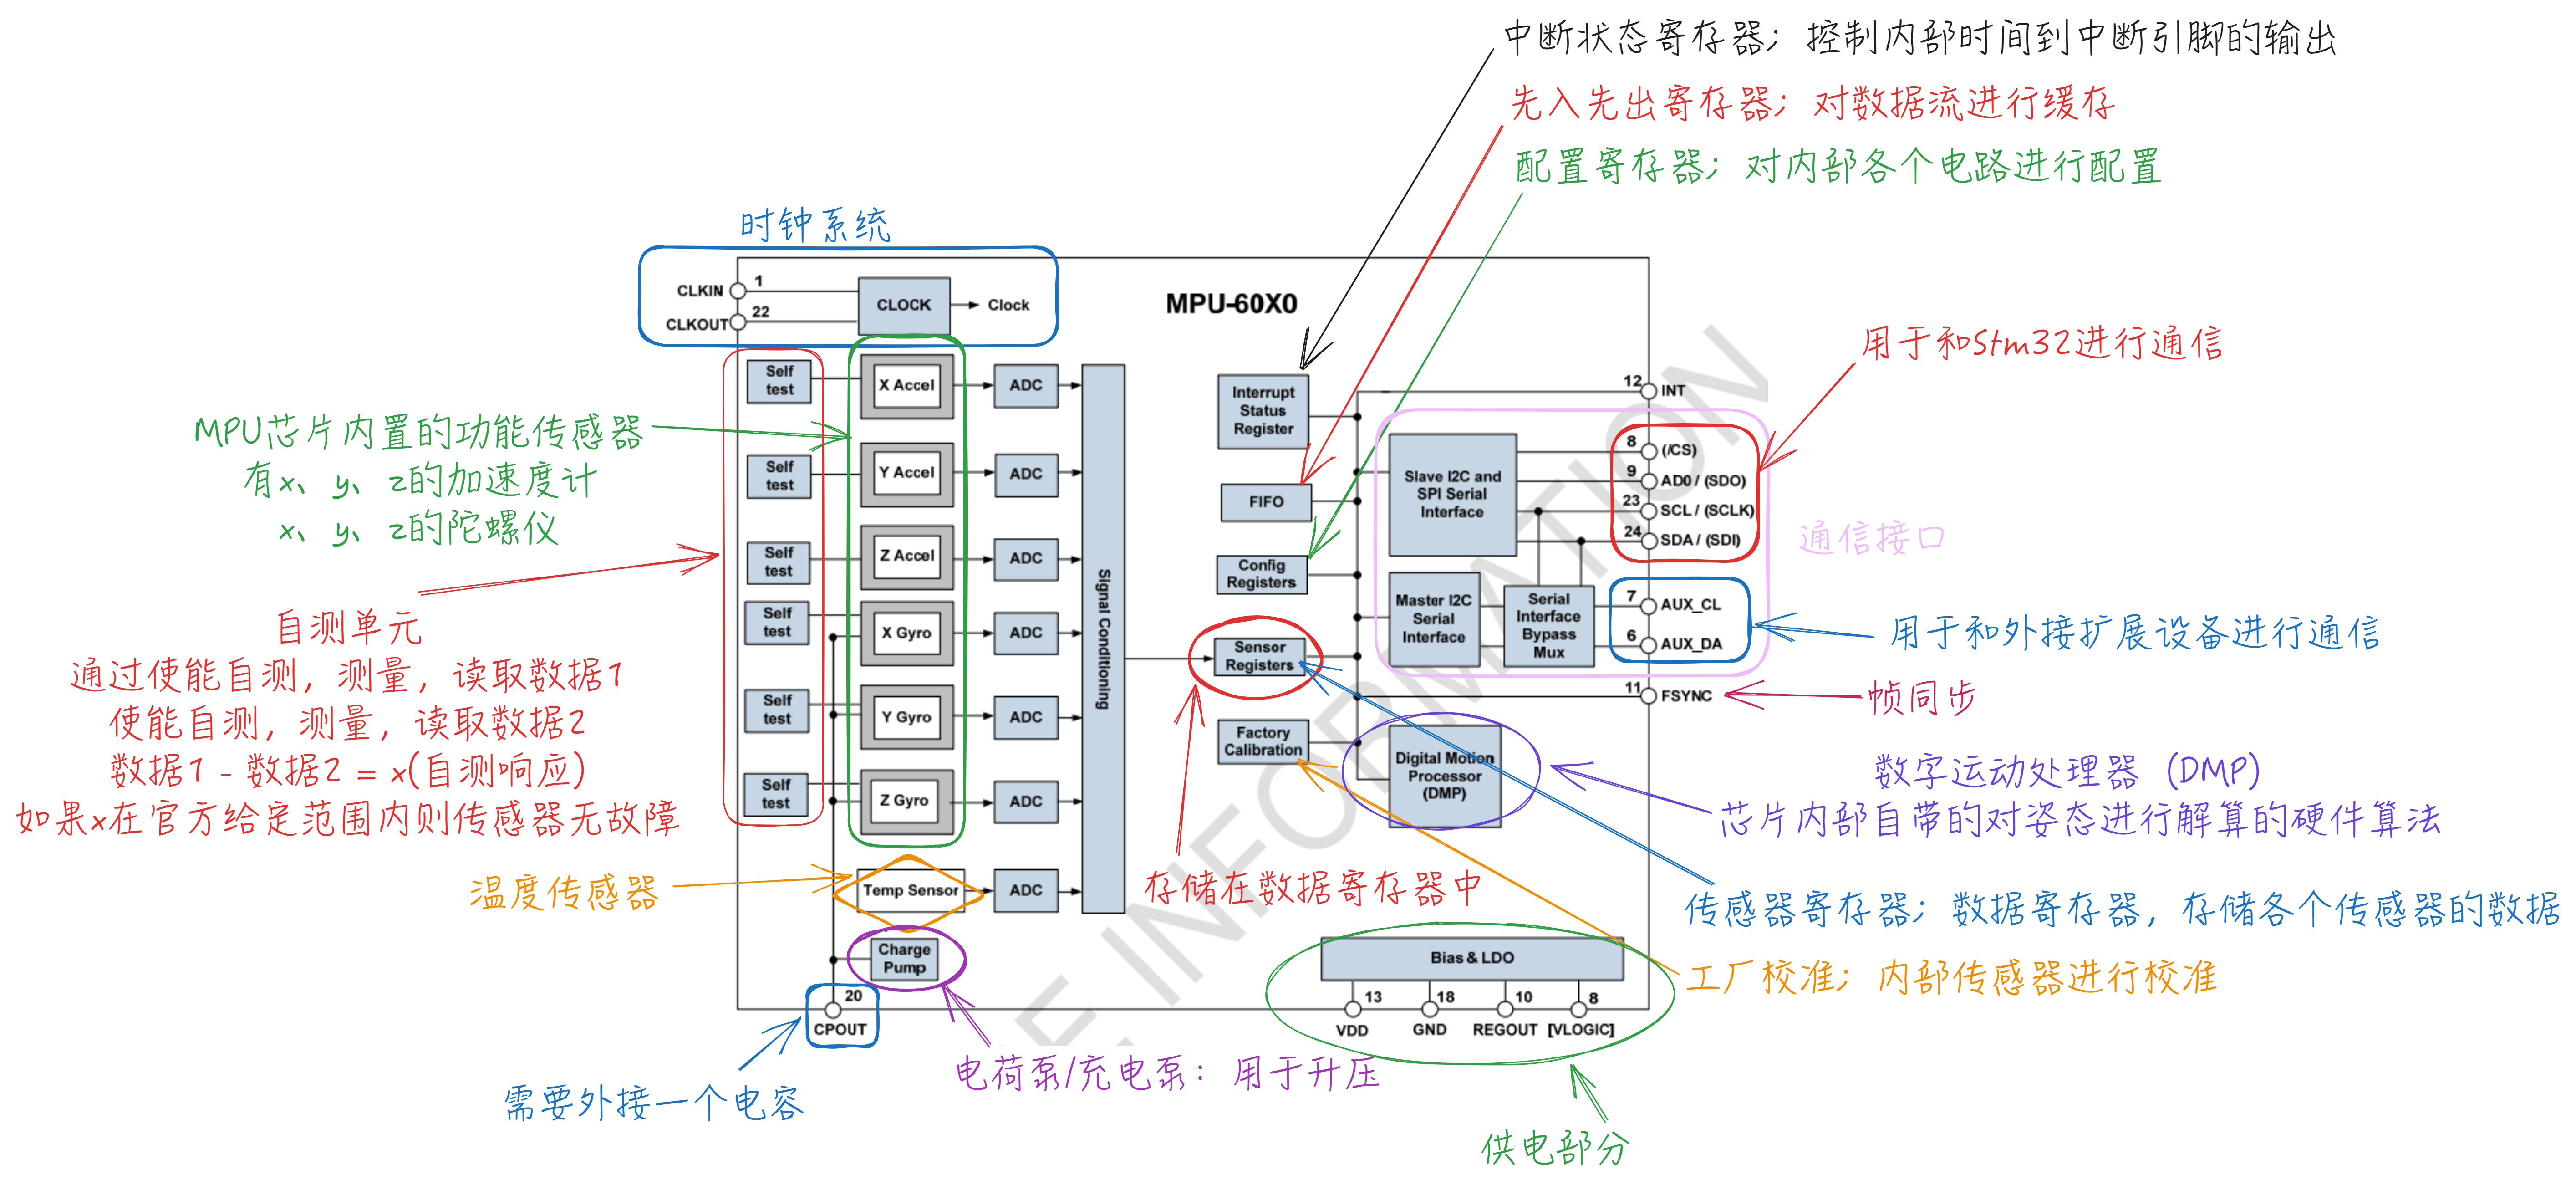 中断状态寄存器；控制内部时间到中断引脚的输出
先入先出寄存器；对数据流进行缓存
配置寄存器；对内部各个电路进行配置
时钟系统
CLKIN
1
CLKOUT
22
CLOCK
Clock
MPU-60X0
Self
test
X Accel
ADC
Self
test
Y Accel
ADC
Self
test
Z Accel
ADC
Self
test
X Gyro
ADC
Self
test
Y Gyro
ADC
Self
test
Z Gyro
ADC
Temp Sensor
ADC
Signal Conditioning
Charge
Pump
20
CPOUT
Interrupt
Status
Register
FIFO
Config
Registers
Sensor
Registers
Factory
Calibration
Slave I2C and
SPI Serial
Interface
Master I2C
Serial
Interface
Serial
Interface
Bypass
Mux
Digital Motion
Processor
(DMP)
12
INT
8
(/CS)
9
AD0 / (SDO)
23
SCL / (SCLK)
24
SDA / (SDI)
7
AUX_CL
6
AUX_DA
11
FSYNC
Bias & LDO
13
18
10
8
VDD
GND
REGOUT
[VLOGIC]
E INFORMATION
用于和Stm32进行通信
通信接口
用于和外接扩展设备进行通信
帧同步
数字运动处理器（DMP）
芯片内部自带的对姿态进行解算的硬件算法
传感器寄存器；数据寄存器，存储各个传感器的数据
工厂校准；内部传感器进行校准
存储在数据寄存器中
供电部分
电荷泵/充电泵：用于升压
需要外接一个电容
温度传感器
MPU芯片内置的功能传感器
有x、y、z的加速度计
x、y、z的陀螺仪
自测单元
通过使能自测，测量，读取数据1
使能自测，测量，读取数据2
数据1 - 数据2 = x(自测响应)
如果x在官方给定范围内则传感器无故障